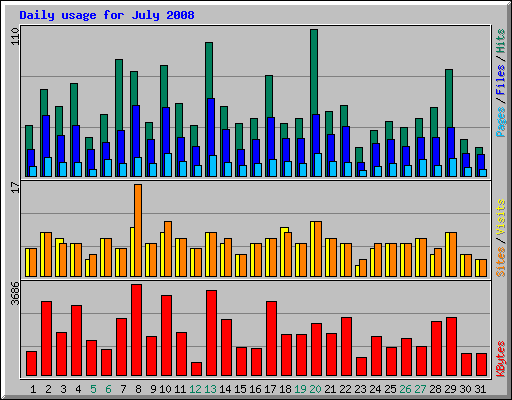 Daily usage for July 2008
110
17
3686
Pages / Files / Hits
Sites / Visits
KBytes
1 2 3 4 5 6 7 8 9 10 11 12 13 14 15 16 17 18 19 20 21 22 23 24 25 26 27 28 29 30 31